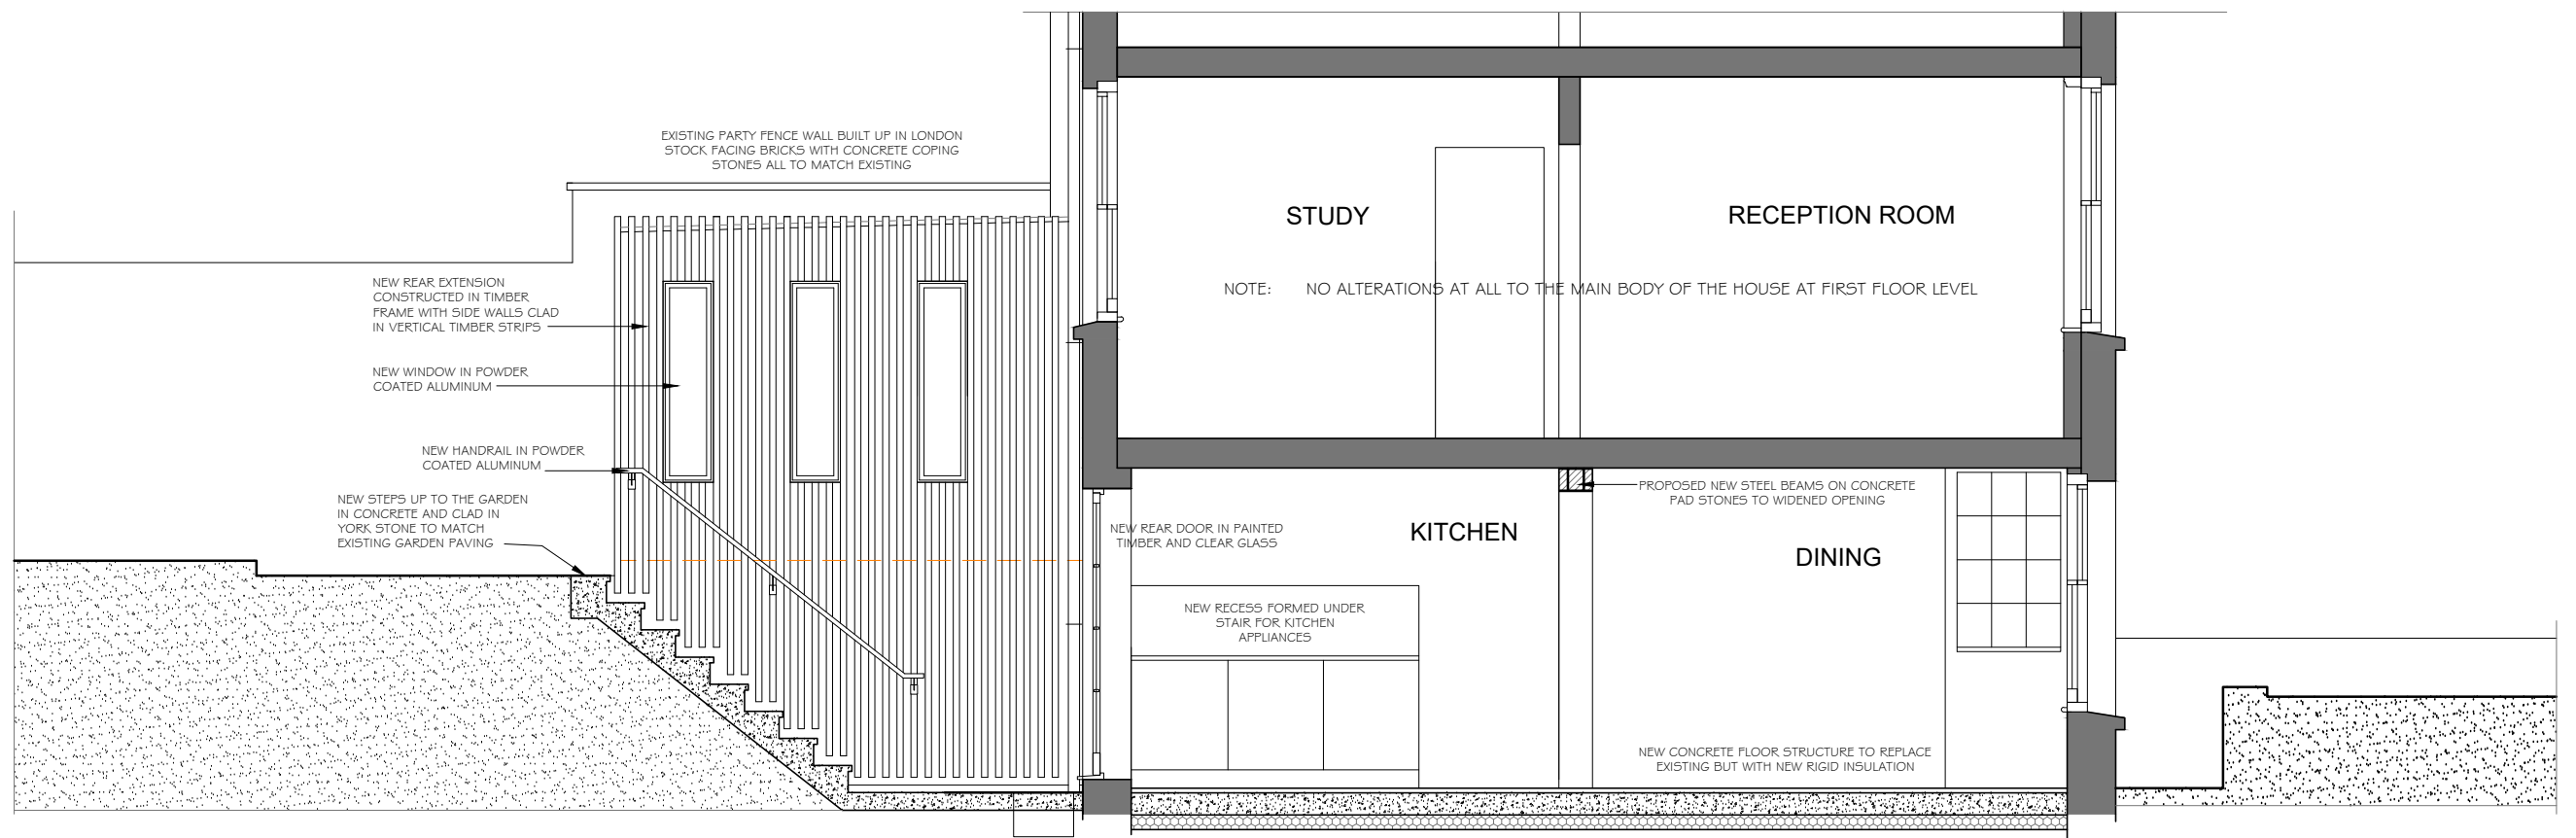 EXISTING PARTY FENCE WALL BUILT UP IN LONDON
STOCK FACING BRICKS WITH CONCRETE COPING
STONES ALL TO MATCH EXISTING
STUDY
RECEPTION ROOM
NOTE: NO ALTERATIONS AT ALL TO THE MAIN BODY OF THE HOUSE AT FIRST FLOOR LEVEL
NEW REAR EXTENSION
CONSTRUCTED IN TIMBER
FRAME WITH SIDE WALLS CLAD
IN VERTICAL TIMBER STRIPS
NEW WINDOW IN POWDER
COATED ALUMINUM
NEW HANDRAIL IN POWDER
COATED ALUMINUM
NEW STEPS UP TO THE GARDEN
IN CONCRETE AND CLAD IN
YORK STONE TO MATCH
EXISTING GARDEN PAVING
NEW REAR DOOR IN PAINTED
TIMBER AND CLEAR GLASS
KITCHEN
PROPOSED NEW STEEL BEAMS ON CONCRETE
PAD STONES TO WIDENED OPENING
DINING
NEW RECESS FORMED UNDER
STAIR FOR KITCHEN
APPLIANCES
NEW CONCRETE FLOOR STRUCTURE TO REPLACE
EXISTING BUT WITH NEW RIGID INSULATION